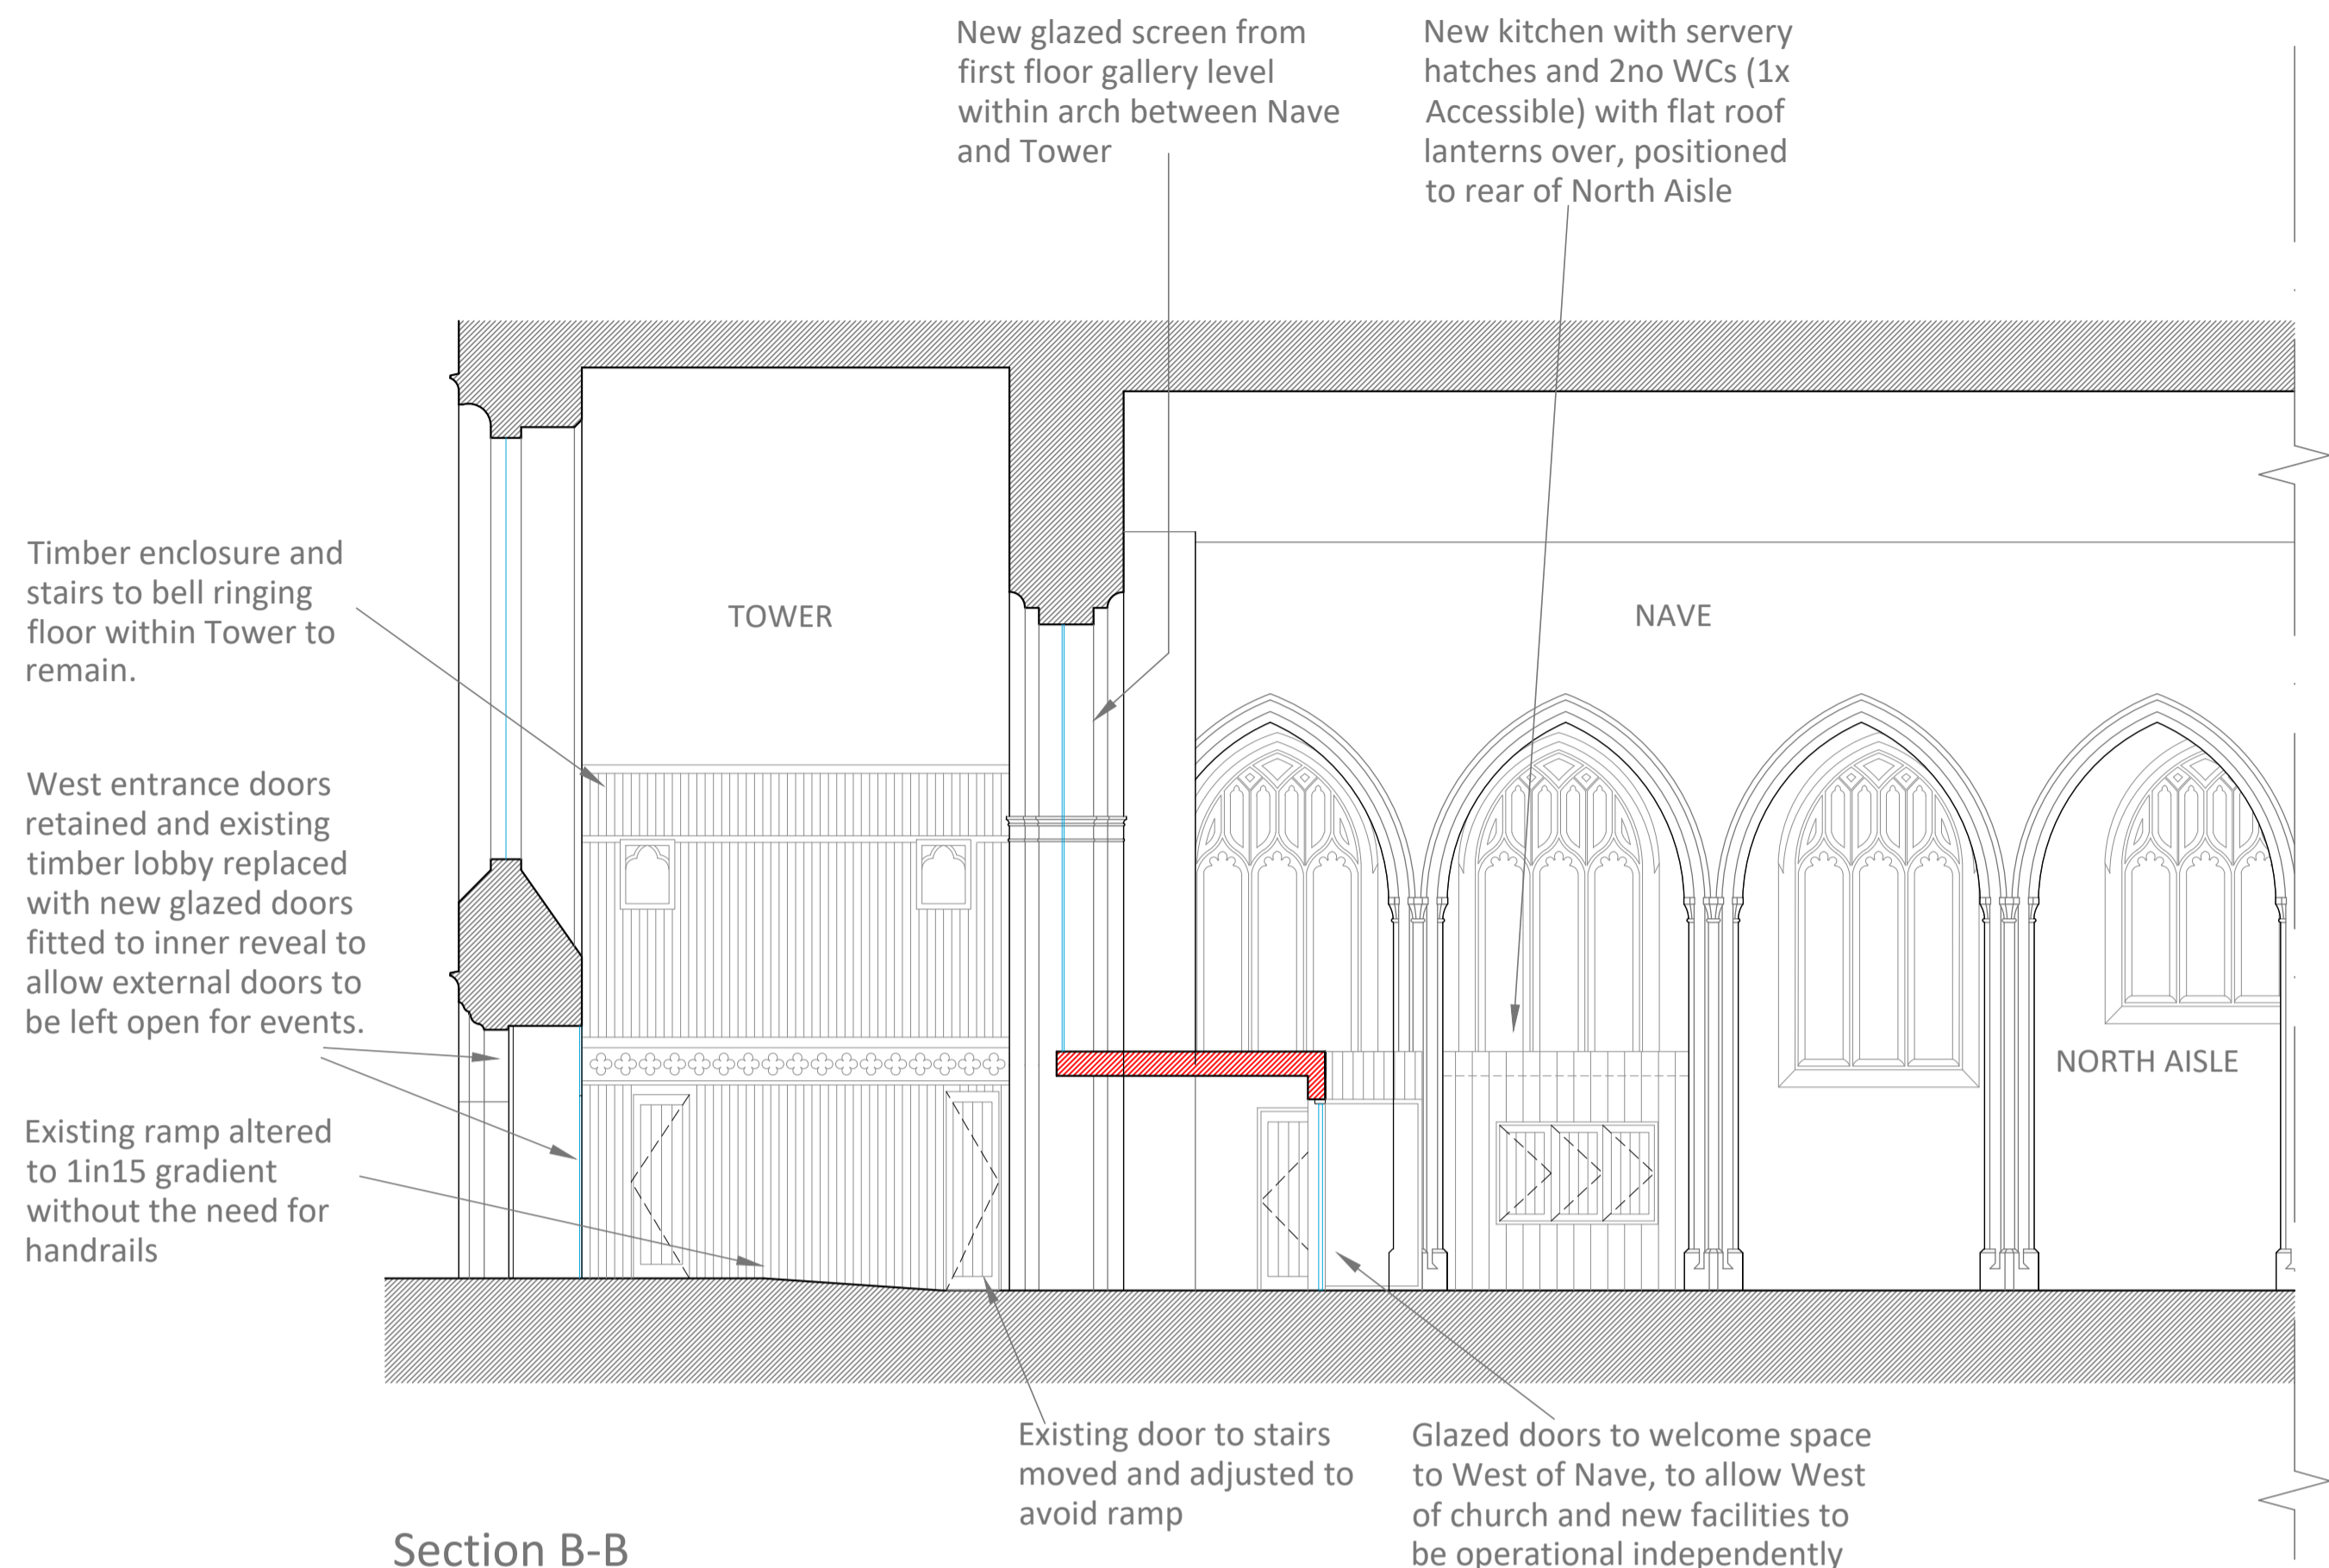 New glazed screen from
first floor gallery level
within arch between Nave
and Tower
New kitchen with servery
hatches and 2no WCs (1x
Accessible) with flat roof
lanterns over, positioned
to rear of North Aisle
Timber enclosure and
stairs to bell ringing
floor within Tower to
remain.
TOWER
NAVE
West entrance doors
retained and existing
timber lobby replaced
with new glazed doors
fitted to inner reveal to
allow external doors to
be left open for events.
NORTH AISLE
Existing ramp altered
to 1in15 gradient
without the need for
handrails
Existing door to stairs
moved and adjusted to
avoid ramp
Glazed doors to welcome space
to West of Nave, to allow West
of church and new facilities to
be operational independently
Section B-B